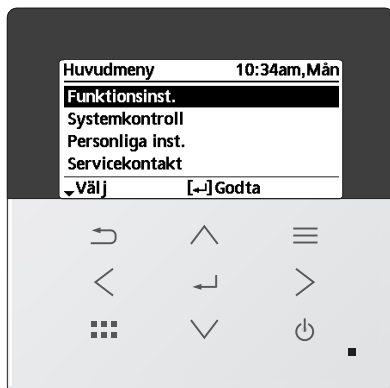 Huvudmeny 10:34am,Mån
Funktionsinst.
Systemkontroll
Personliga inst.
Servicekontakt
Välj [↵]Godta